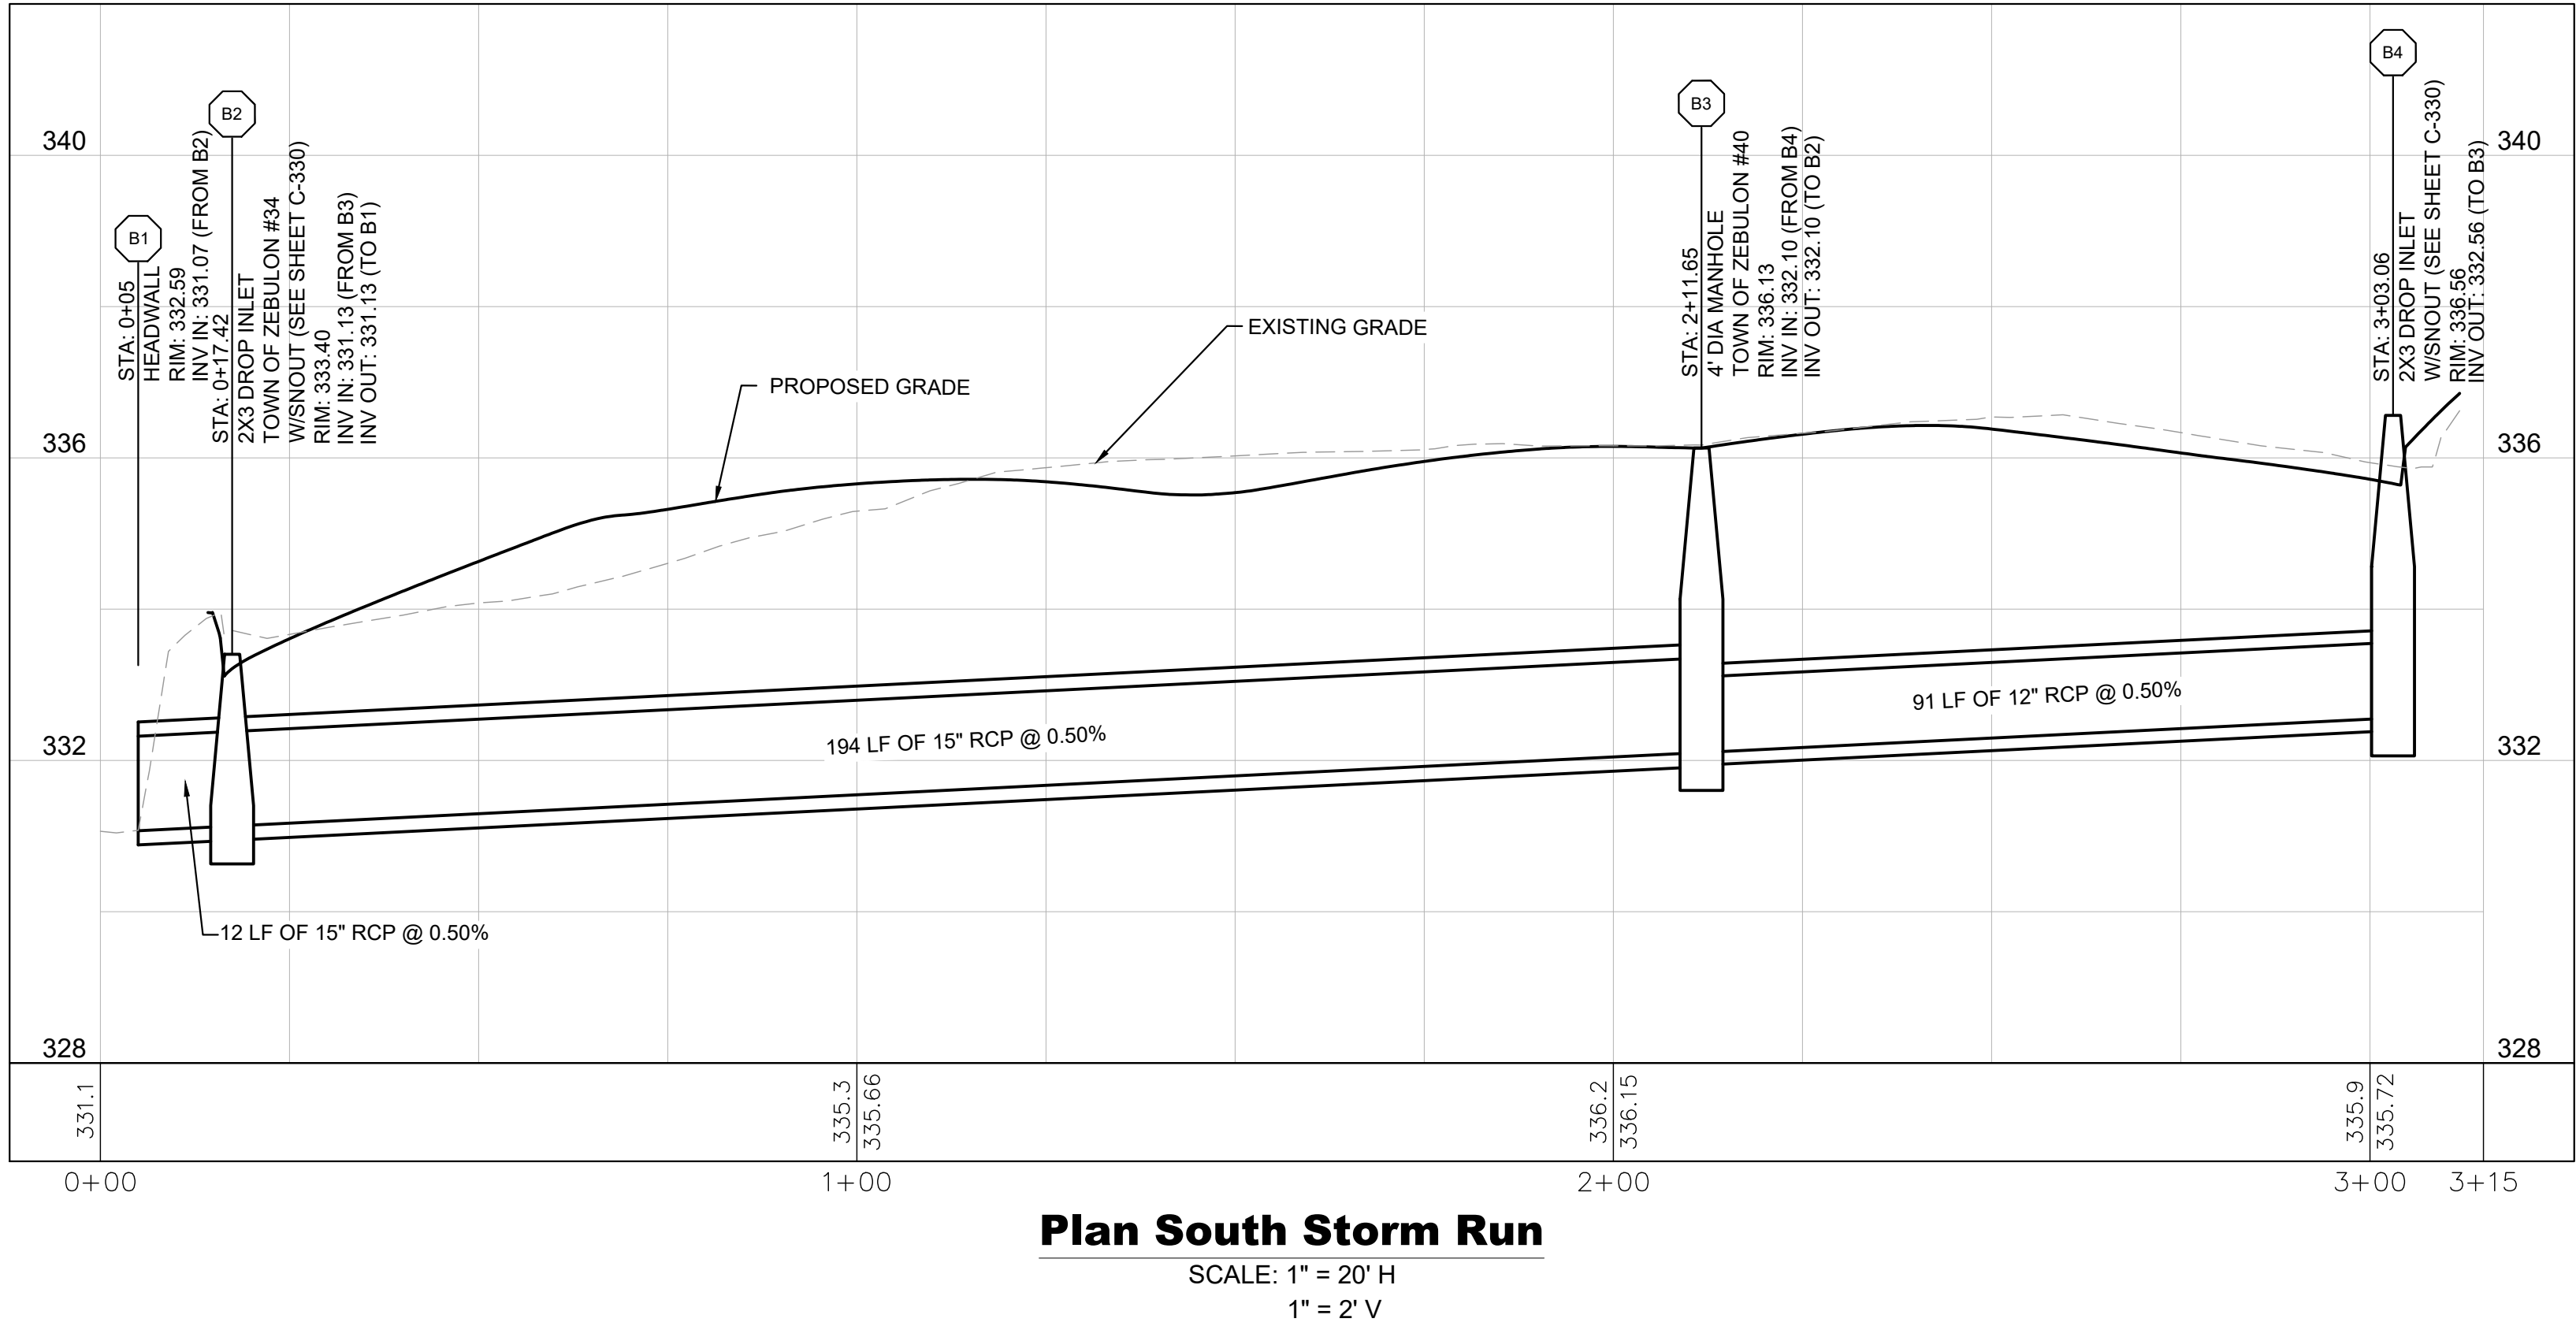 B1
STA: 0+05
HEADWALL
RIM: 332.59
INV IN: 331.07 (FROM B2)
B2
STA: 0+17.42
2X3 DROP INLET
TOWN OF ZEBULON #34
W/SNOUT (SEE SHEET C-330)
RIM: 333.40
INV IN: 331.13 (FROM B3)
INV OUT: 331.13 (TO B1)
B3
STA: 2+11.65
4' DIA MANHOLE
TOWN OF ZEBULON #40
RIM: 336.13
INV IN: 332.10 (FROM B4)
INV OUT: 332.10 (TO B2)
B4
STA: 3+03.06
2X3 DROP INLET
W/SNOUT (SEE SHEET C-330)
RIM: 336.56
INV OUT: 332.56 (TO B3)
340
340
EXISTING GRADE
PROPOSED GRADE
336
336
91 LF OF 12" RCP @ 0.50%
194 LF OF 15" RCP @ 0.50%
332
332
12 LF OF 15" RCP @ 0.50%
328
328
331.1
335.3
335.66
336.2
336.15
335.9
335.72
0+00
1+00
2+00
3+00
3+15
Plan South Storm Run
SCALE: 1" = 20' H
1" = 2' V